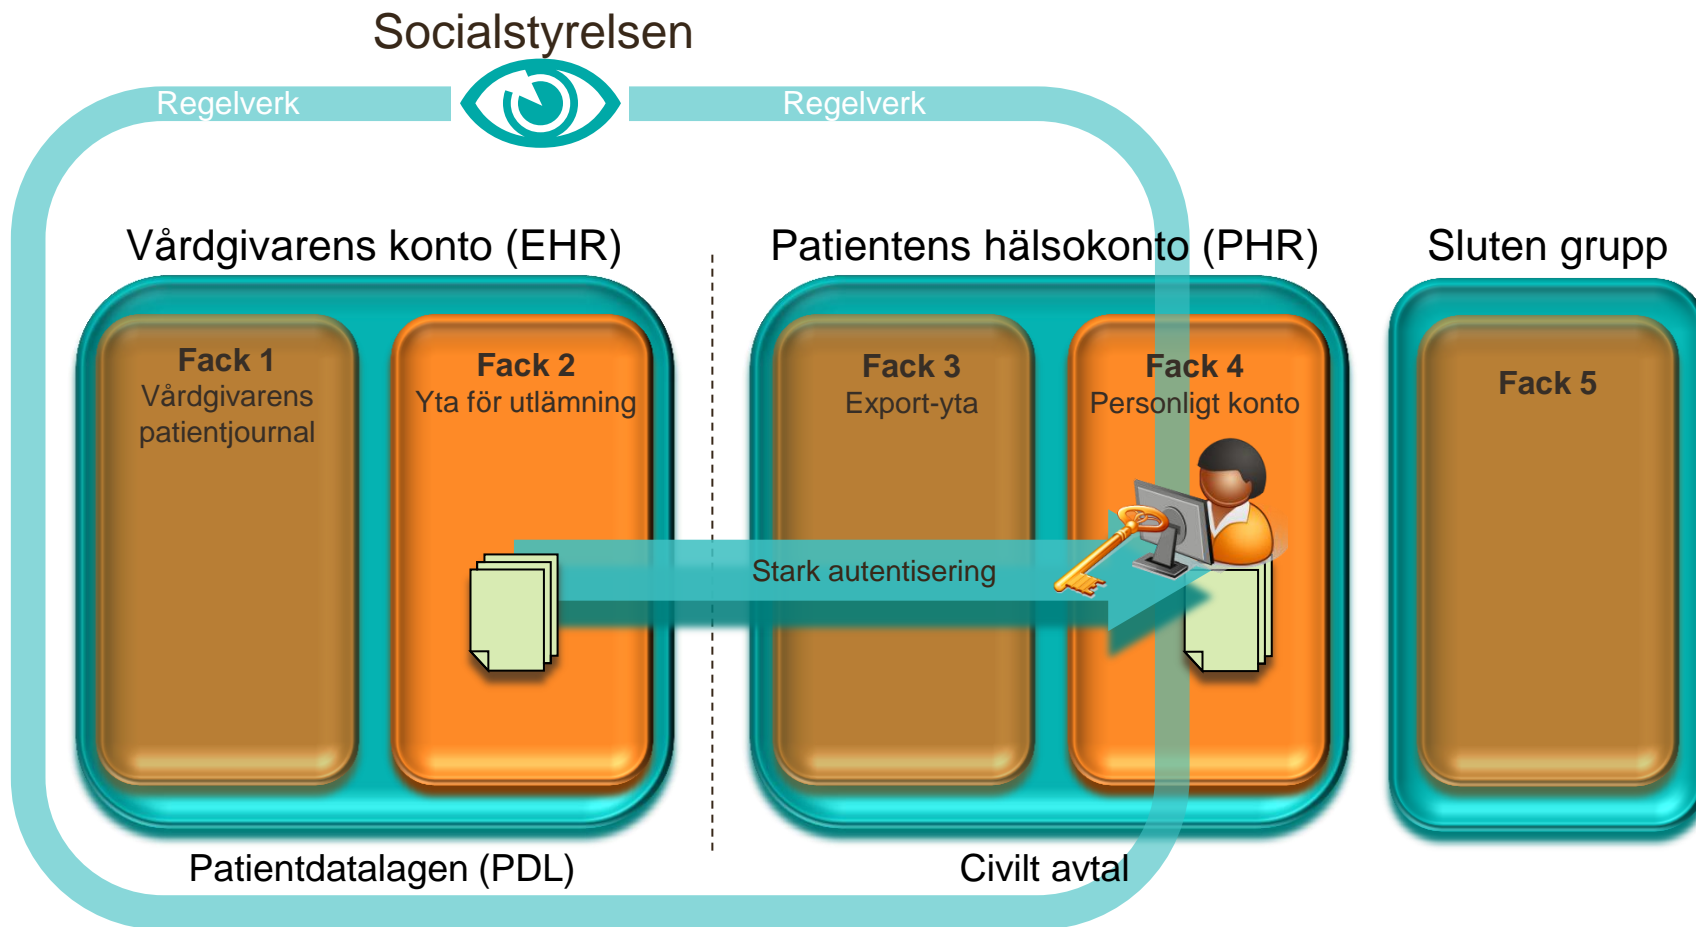 Socialstyrelsen
Regelverk
Regelverk
Vårdgivarens konto (EHR)
Patientens hälsokonto (PHR)
Sluten grupp
Fack 1
Vårdgivarens
patientjournal
Fack 2
Yta för utlämning
Fack 3
Export-yta
Fack 4
Personligt konto
Fack 5
Stark autentisering
Patientdatalagen (PDL)
Civilt avtal